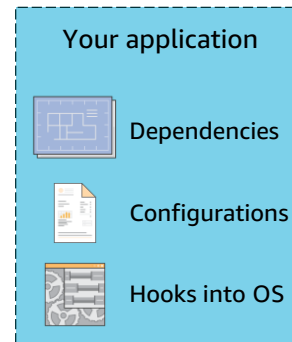 Your application
Dependencies
Configurations
Hooks into OS